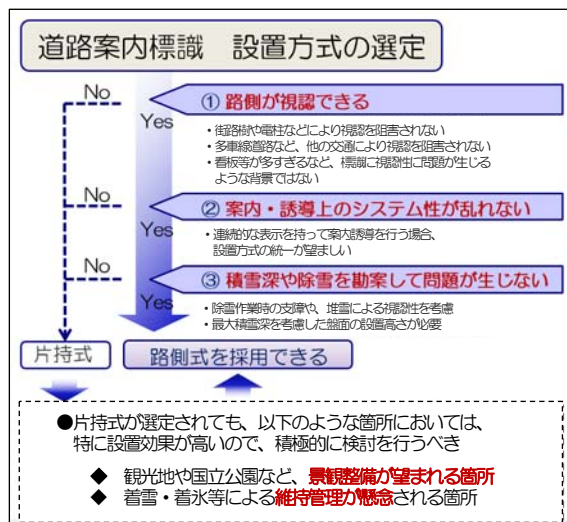 道路案内標識　設置方式の選定
No
① 路側が視認できる
Yes
・街路樹や電柱などにより視認を阻害されない
・多車線道路など、他の交通により視認を阻害されない
・看板等が多すぎるなど、標識に視認性に問題が生じる
ような背景ではない
No
② 案内・誘導上のシステム性が乱れない
Yes
・連続的な表示を持って案内誘導を行う場合、
設置方式の統一が望ましい
No
③ 積雪深や除雪を勘案して問題が生じない
Yes
・除雪作業時の支障や、堆雪による視認性を考慮
・最大積雪深を考慮した盤面の設置高さが必要
片持式
路側式を採用できる
●片持式が選定されても、以下のような箇所においては、
特に設置効果が高いので、積極的に検討を行うべき
◆ 観光地や国立公園など、景観整備が望まれる箇所
◆ 着雪・着氷等による維持管理が懸念される箇所